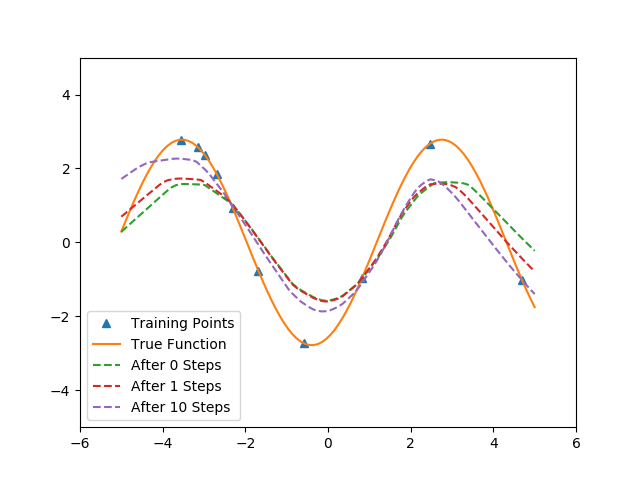 4
2
0
−2
−4
Training Points
True Function
After 0 Steps
After 1 Steps
After 10 Steps
−6
−4
−2
0
2
4
6